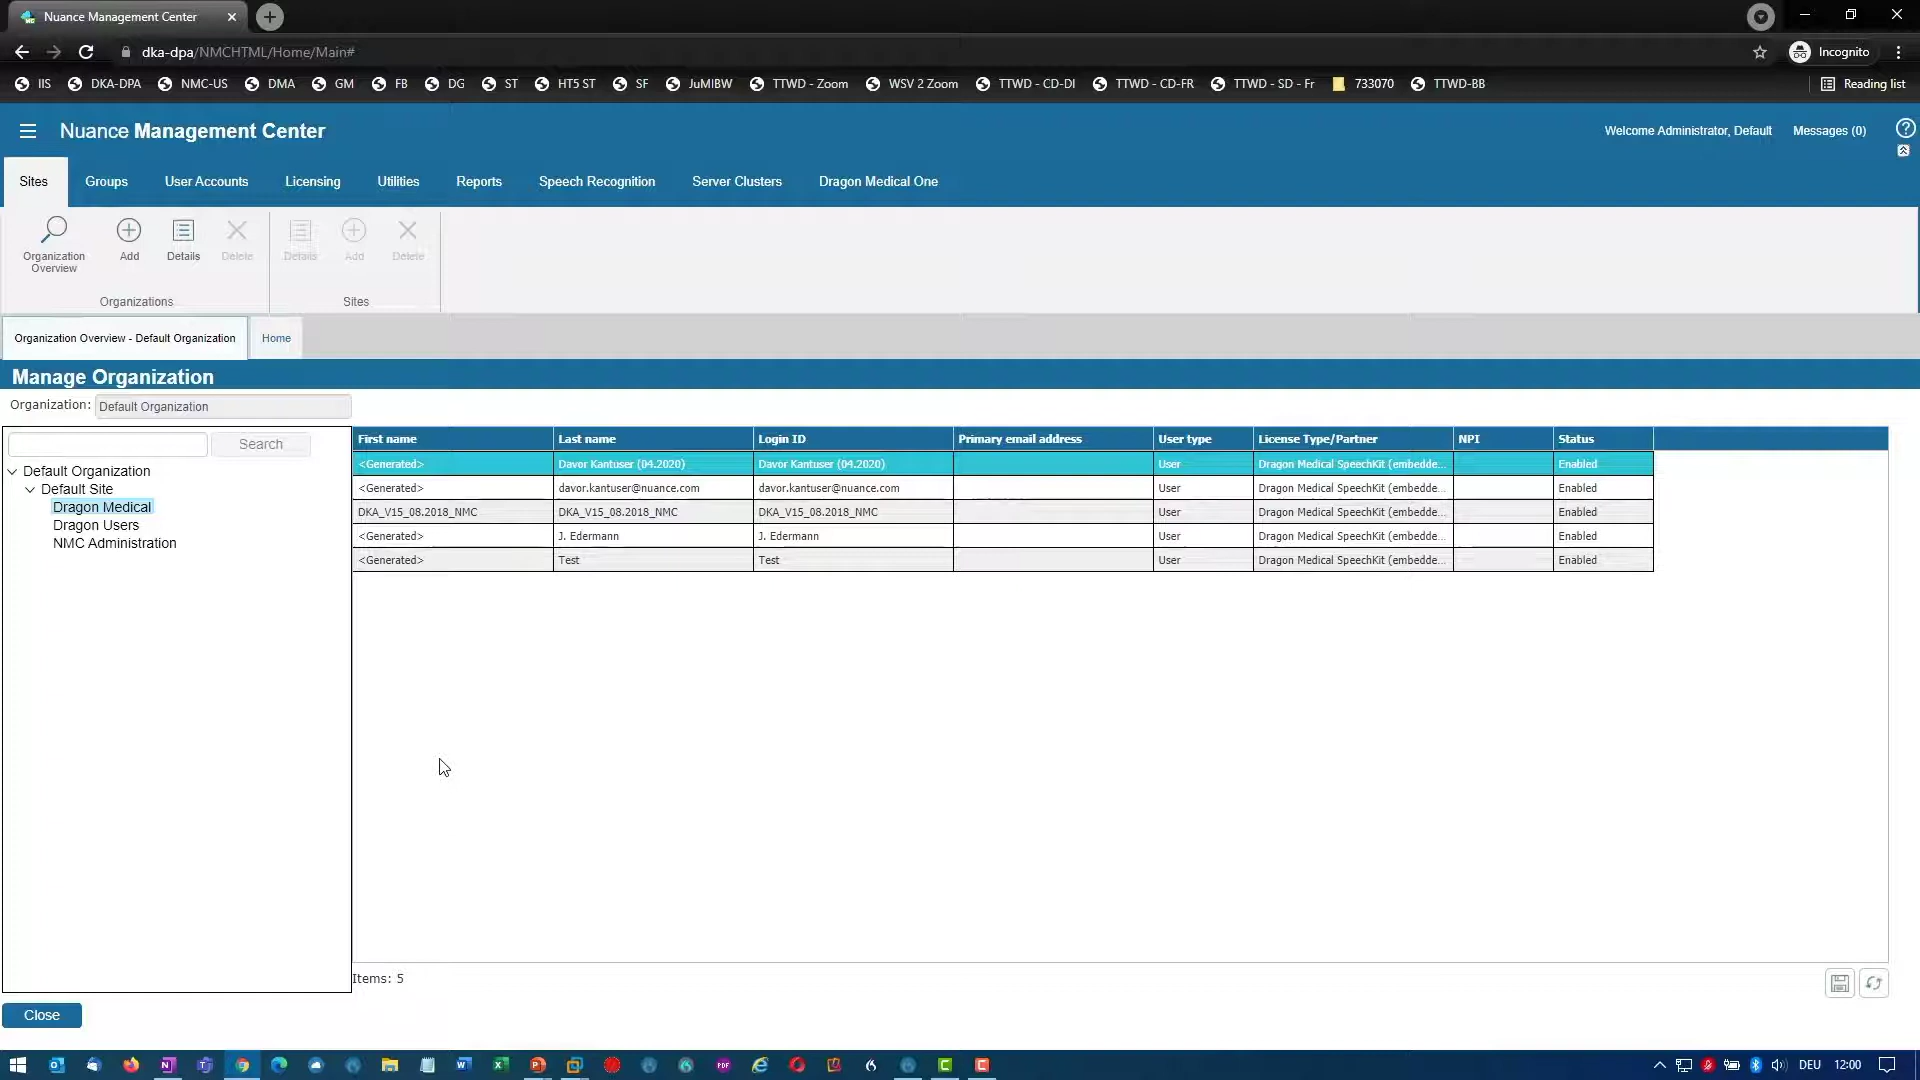 Nuance Management Center
dka-dpa/NMCHTML/Home/Main#
Incognito
IIS DKA-DPA NMC-US DMA GM FB DG ST HT5 ST SF JuMIBW TTWD - Zoom WSV 2 Zoom TTWD - CD-DI TTWD - CD-FR TTWD - SD - Fr 733070 TTWD-BB Reading list
Nuance Management Center
Welcome Administrator, Default Messages (0)
Sites Groups User Accounts Licensing Utilities Reports Speech Recognition Server Clusters Dragon Medical One
Organization Overview Add Details Delete Details Add Delete
Organizations Sites
Organization Overview - Default Organization Home
Manage Organization
Organization: Default Organization
Search
Default Organization
Default Site
Dragon Medical
Dragon Users
NMC Administration
First name Last name Login ID Primary email address User type License Type/Partner NPI Status
<Generated> Davor Kantuser (04.2020) Davor Kantuser (04.2020) User Dragon Medical SpeechKit (embedde... Enabled
<Generated> davor.kantuser@nuance.com davor.kantuser@nuance.com User Dragon Medical SpeechKit (embedde... Enabled
DKA_V15_08.2018_NMC DKA_V15_08.2018_NMC DKA_V15_08.2018_NMC User Dragon Medical SpeechKit (embedde... Enabled
<Generated> J. Edermann J. Edermann User Dragon Medical SpeechKit (embedde... Enabled
<Generated> Test Test User Dragon Medical SpeechKit (embedde... Enabled
Items: 5
Close
DEU 12:00